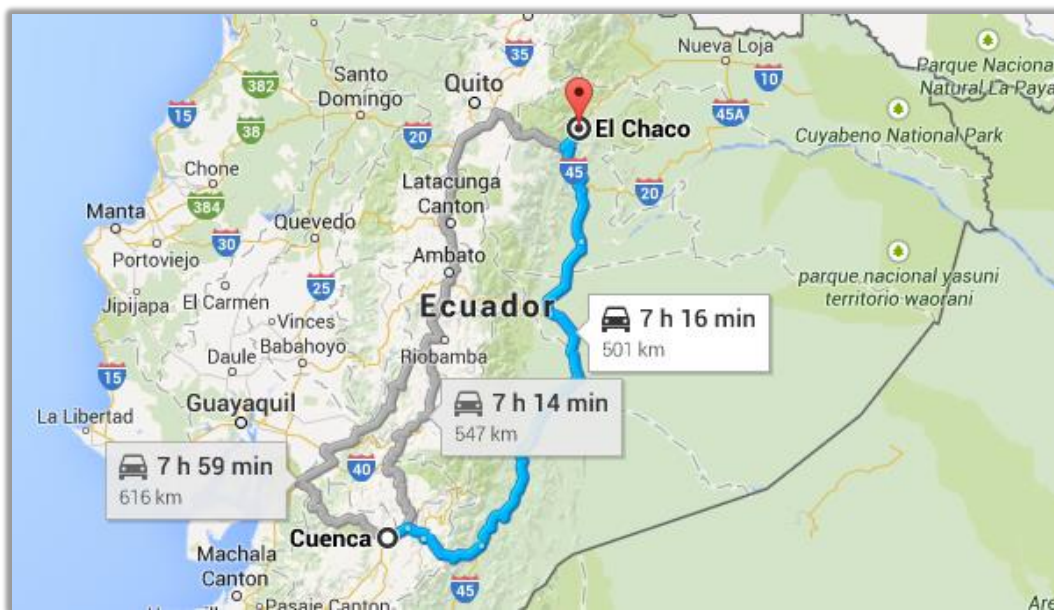 35
Nueva Loja
Parque Naciona
Natural La Paya
382
Santo
Domingo
Quito
10
15
38
20
El Chaco
45A
Cuyabeno National Park
Chone
45
20
Latacunga
Canton
384
Manta
Quevedo
30
Portoviejo
Ambato
parque nacional yasuni
territorio waorani
Jipijapa
El Carmen
25
Ecuador
7 h 16 min
501 km
Vinces
Babahoyo
Daule
Riobamba
15
La Libertad
Guayaquil
7 h 14 min
547 km
7 h 59 min
616 km
40
Cuenca
Machala
Canton
45
Pasaje Canton
Are